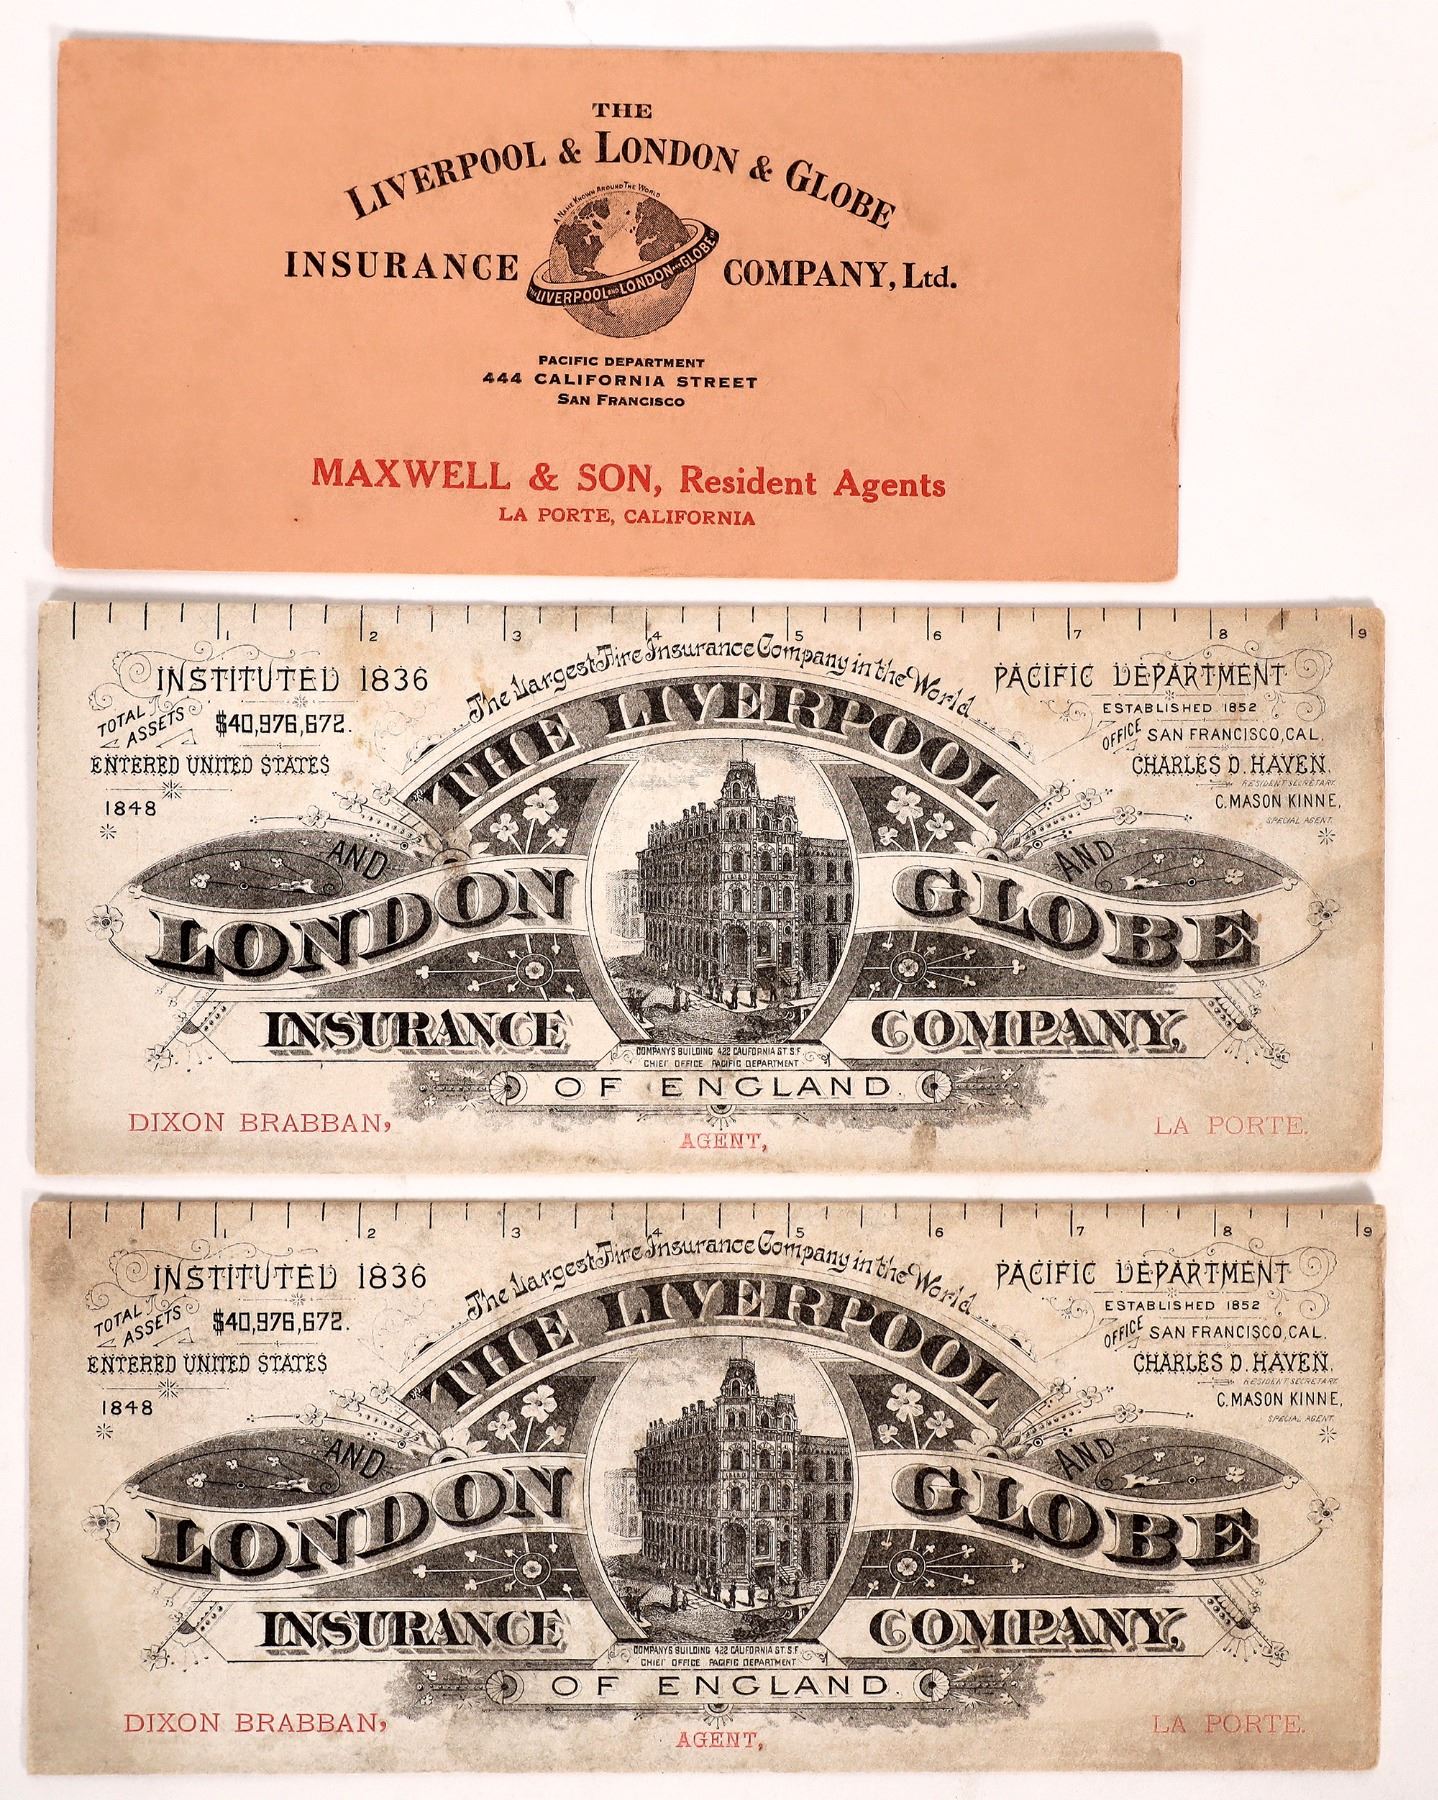 THE
LIVERPOOL & LONDON & GLOBE
A NAME KNOWN AROUND THE WORLD
THE LIVERPOOL AND LONDON AND GLOBE
INSURANCE COMPANY, Ltd.
PACIFIC DEPARTMENT
444 CALIFORNIA STREET
SAN FRANCISCO
MAXWELL & SON, Resident Agents
LA PORTE, CALIFORNIA
1 2 3 4 5 6 7 8 9
The Largest Fire Insurance Company in the World
INSTITUTED 1836
TOTAL ASSETS $40,976,672.
ENTERED UNITED STATES
1848
PACIFIC DEPARTMENT
ESTABLISHED 1852
OFFICE SAN FRANCISCO, CAL.
CHARLES D. HAVEN.
RESIDENT SECRETARY.
C. MASON KINNE,
SPECIAL AGENT.
THE LIVERPOOL
AND AND
LONDON GLOBE
INSURANCE COMPANY,
COMPANYS BUILDING 422 CALIFORNIA ST. S.F.
CHIEF OFFICE PACIFIC DEPARTMENT
OF ENGLAND.
DIXON BRABBAN,
AGENT,
LA PORTE.
1 2 3 4 5 6 7 8 9
The Largest Fire Insurance Company in the World
INSTITUTED 1836
TOTAL ASSETS $40,976,672.
ENTERED UNITED STATES
1848
PACIFIC DEPARTMENT
ESTABLISHED 1852
OFFICE SAN FRANCISCO, CAL.
CHARLES D. HAVEN.
RESIDENT SECRETARY.
C. MASON KINNE,
SPECIAL AGENT.
THE LIVERPOOL
AND AND
LONDON GLOBE
INSURANCE COMPANY,
COMPANYS BUILDING 422 CALIFORNIA ST. S.F.
CHIEF OFFICE PACIFIC DEPARTMENT
OF ENGLAND.
DIXON BRABBAN,
AGENT,
LA PORTE.